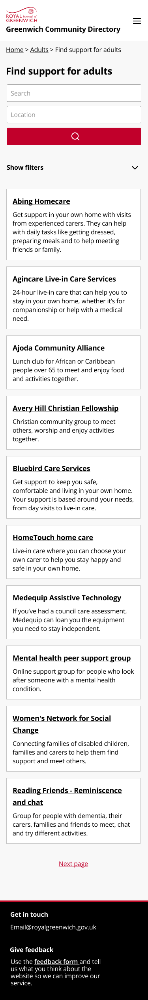 ROYAL borough of
GREENWICH
Greenwich Community Directory
Home > Adults > Find support for adults
Find support for adults
Search
Location
Show filters
Abing Homecare
Get support in your own home with visits
from experienced carers. They can help
with daily tasks like getting dressed,
preparing meals and to help meeting
friends or family.
Agincare Live-in Care Services
24-hour live-in care that can help you to
stay in your own home, whether it’s for
companionship or help with a medical
need.
Ajoda Community Alliance
Lunch club for African or Caribbean
people over 65 to meet and enjoy food
and activities together.
Avery Hill Christian Fellowship
Christian community group to meet
others, worship and enjoy activities
together.
Bluebird Care Services
Get support to keep you safe,
comfortable and living in your own home.
Your support is based around your needs,
from day visits to live-in care.
HomeTouch home care
Live-in care where you can choose your
own carer to help you stay happy and
safe in your own home.
Medequip Assistive Technology
If you’ve had a council care assessment,
Medequip can loan you the equipment
you need to stay independent.
Mental health peer support group
Online support group for people who look
after someone with a mental health
condition.
Women's Network for Social
Change
Connecting families of disabled children,
families and carers to help them find
support and meet others.
Reading Friends - Reminiscence
and chat
Group for people with dementia, their
carers, families and friends to meet, chat
and try different activities.
Next page
Get in touch
Email@royalgreenwich.gov.uk
Give feedback
Use the feedback form and tell
us what you think about the
website so we can improve our
service.